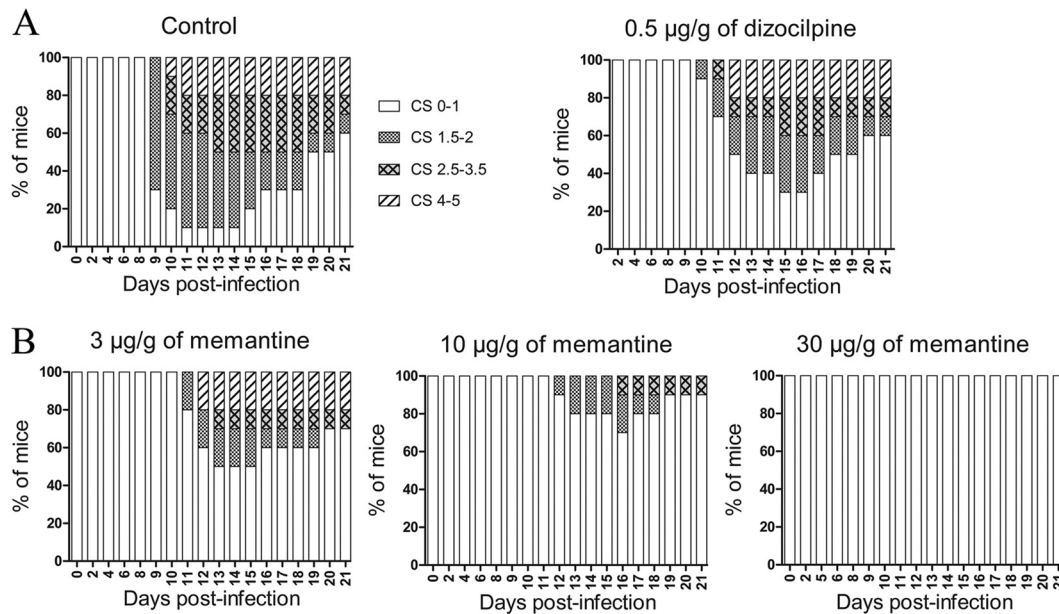 A
Control
0.5 µg/g of dizocilpine
% of mice
100
80
60
40
20
0
0 2 4 6 8 9 10 11 12 13 14 15 16 17 18 19 20 21
Days post-infection
CS 0-1
CS 1.5-2
CS 2.5-3.5
CS 4-5
% of mice
100
80
60
40
20
0
2 4 6 8 9 10 11 12 13 14 15 16 17 18 19 20 21
Days post-infection
B
3 µg/g of memantine
10 µg/g of memantine
30 µg/g of memantine
% of mice
100
80
60
40
20
0
0 2 4 6 8 9 10 11 12 13 14 15 16 17 18 19 20 21
Days post-infection
% of mice
100
80
60
40
20
0
0 2 4 6 8 9 10 11 12 13 14 15 16 17 18 19 20 21
Days post-infection
% of mice
100
80
60
40
20
0
0 2 5 6 8 9 10 11 12 13 14 15 16 17 18 19 20 21
Days post-infection